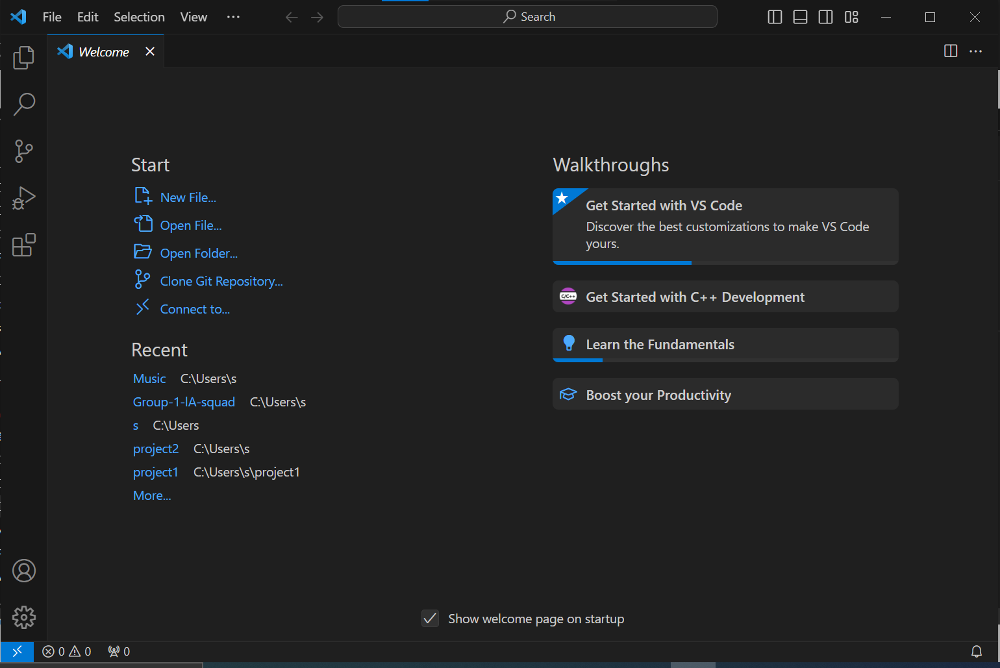 File Edit Selection View ···
Search
Welcome
Start
New File...
Open File...
Open Folder...
Clone Git Repository...
Connect to...
Recent
Music C:\Users\s
Group-1-lA-squad C:\Users\s
s C:\Users
project2 C:\Users\s
project1 C:\Users\s\project1
More...
Walkthroughs
Get Started with VS Code
Discover the best customizations to make VS Code
yours.
C/C++ Get Started with C++ Development
Learn the Fundamentals
Boost your Productivity
Show welcome page on startup
0 0 0